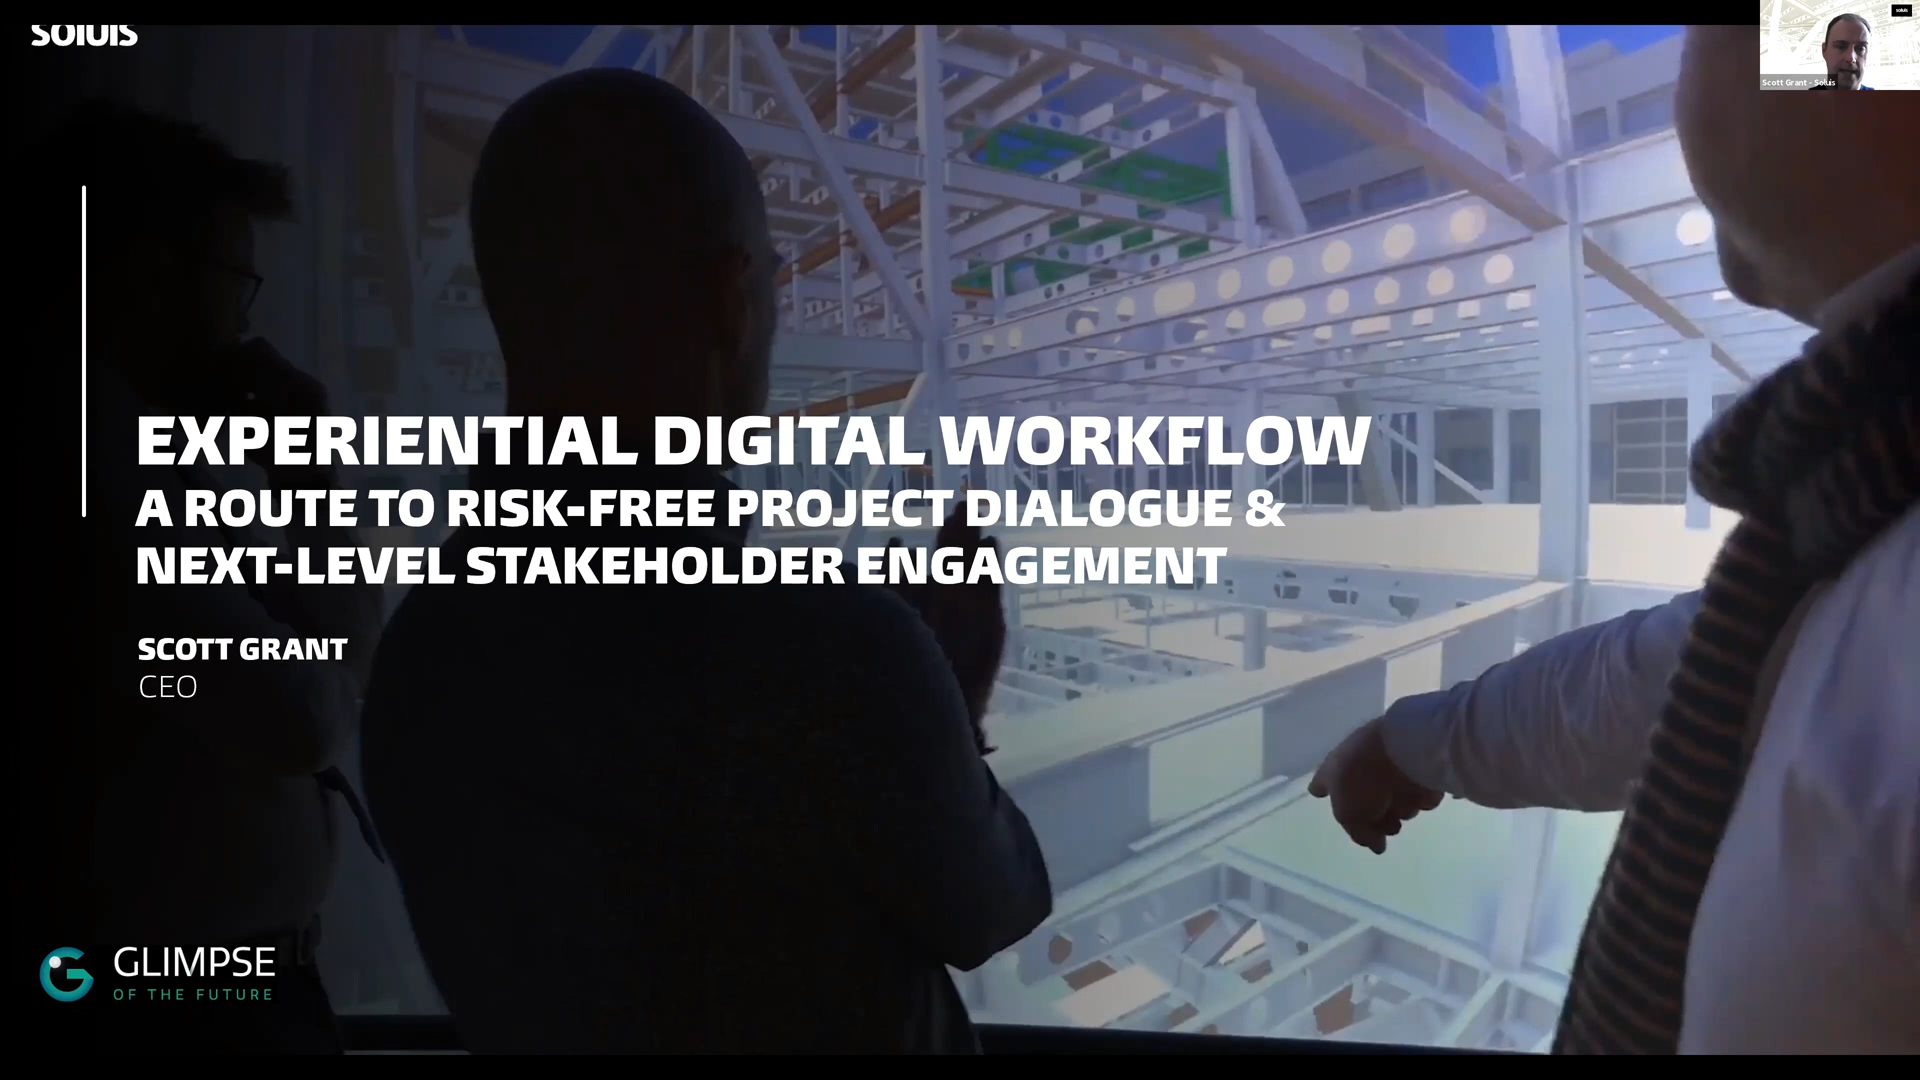 soluis
soluis
Scott Grant - Soluis
EXPERIENTIAL DIGITAL WORKFLOW
A ROUTE TO RISK-FREE PROJECT DIALOGUE &
NEXT-LEVEL STAKEHOLDER ENGAGEMENT
SCOTT GRANT
CEO
GLIMPSE
OF THE FUTURE